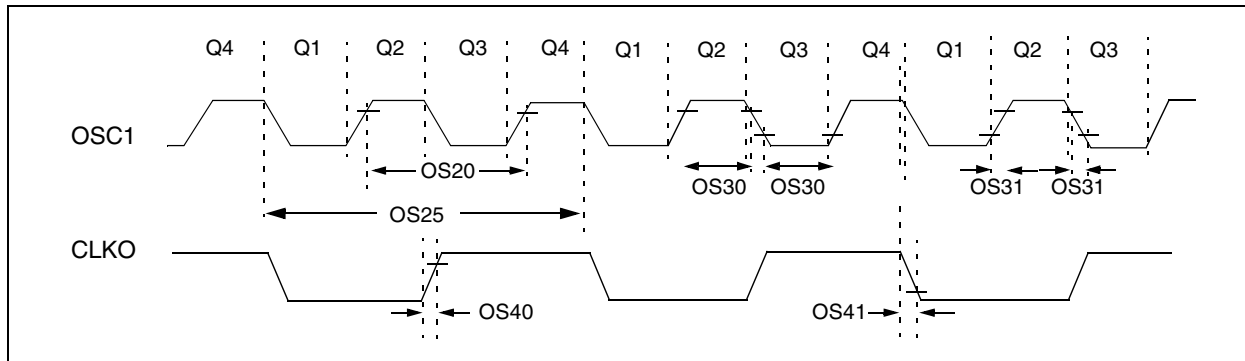 Q4 Q1 Q2 Q3 Q4 Q1 Q2 Q3 Q4 Q1 Q2 Q3
OSC1
OS20 OS30 OS30 OS31 OS31
OS25
CLKO
OS40 OS41